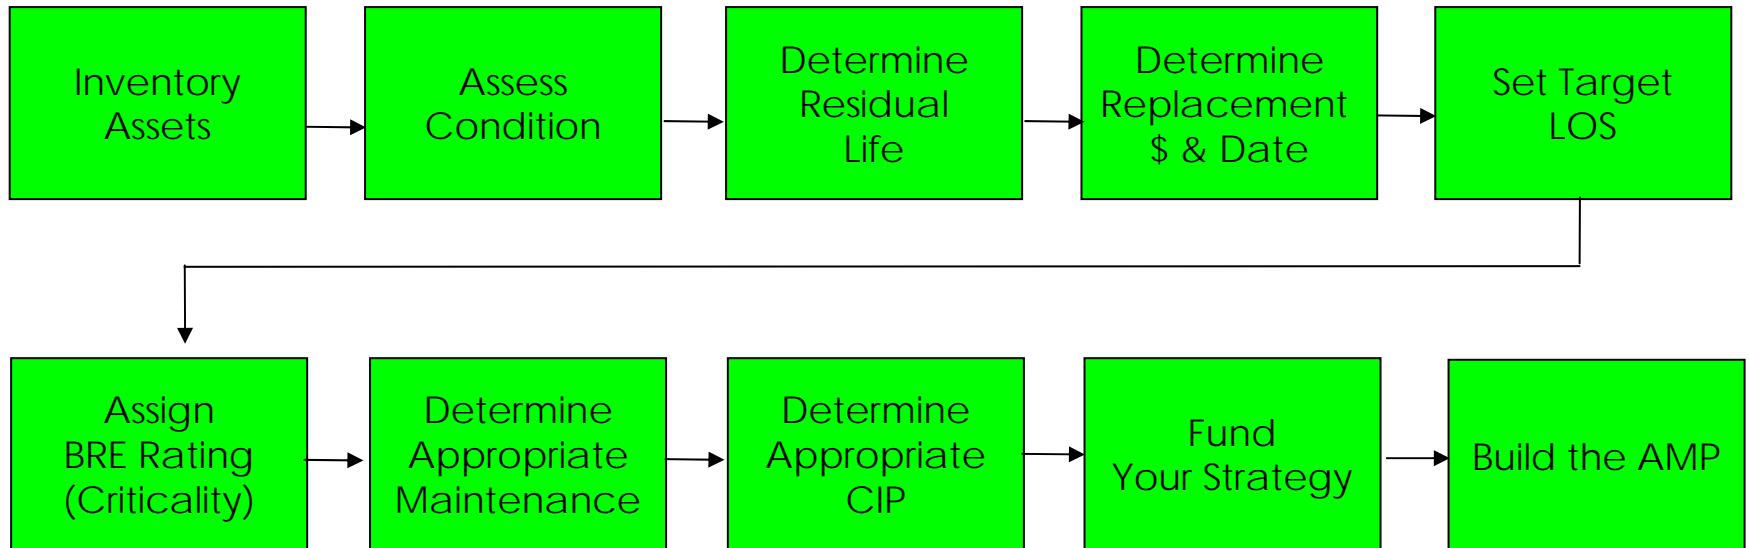 Inventory
Assets
Assess
Condition
Determine
Residual
Life
Determine
Replacement
$ & Date
Set Target
LOS
Assign
BRE Rating
(Criticality)
Determine
Appropriate
Maintenance
Determine
Appropriate
CIP
Fund
Your Strategy
Build the AMP